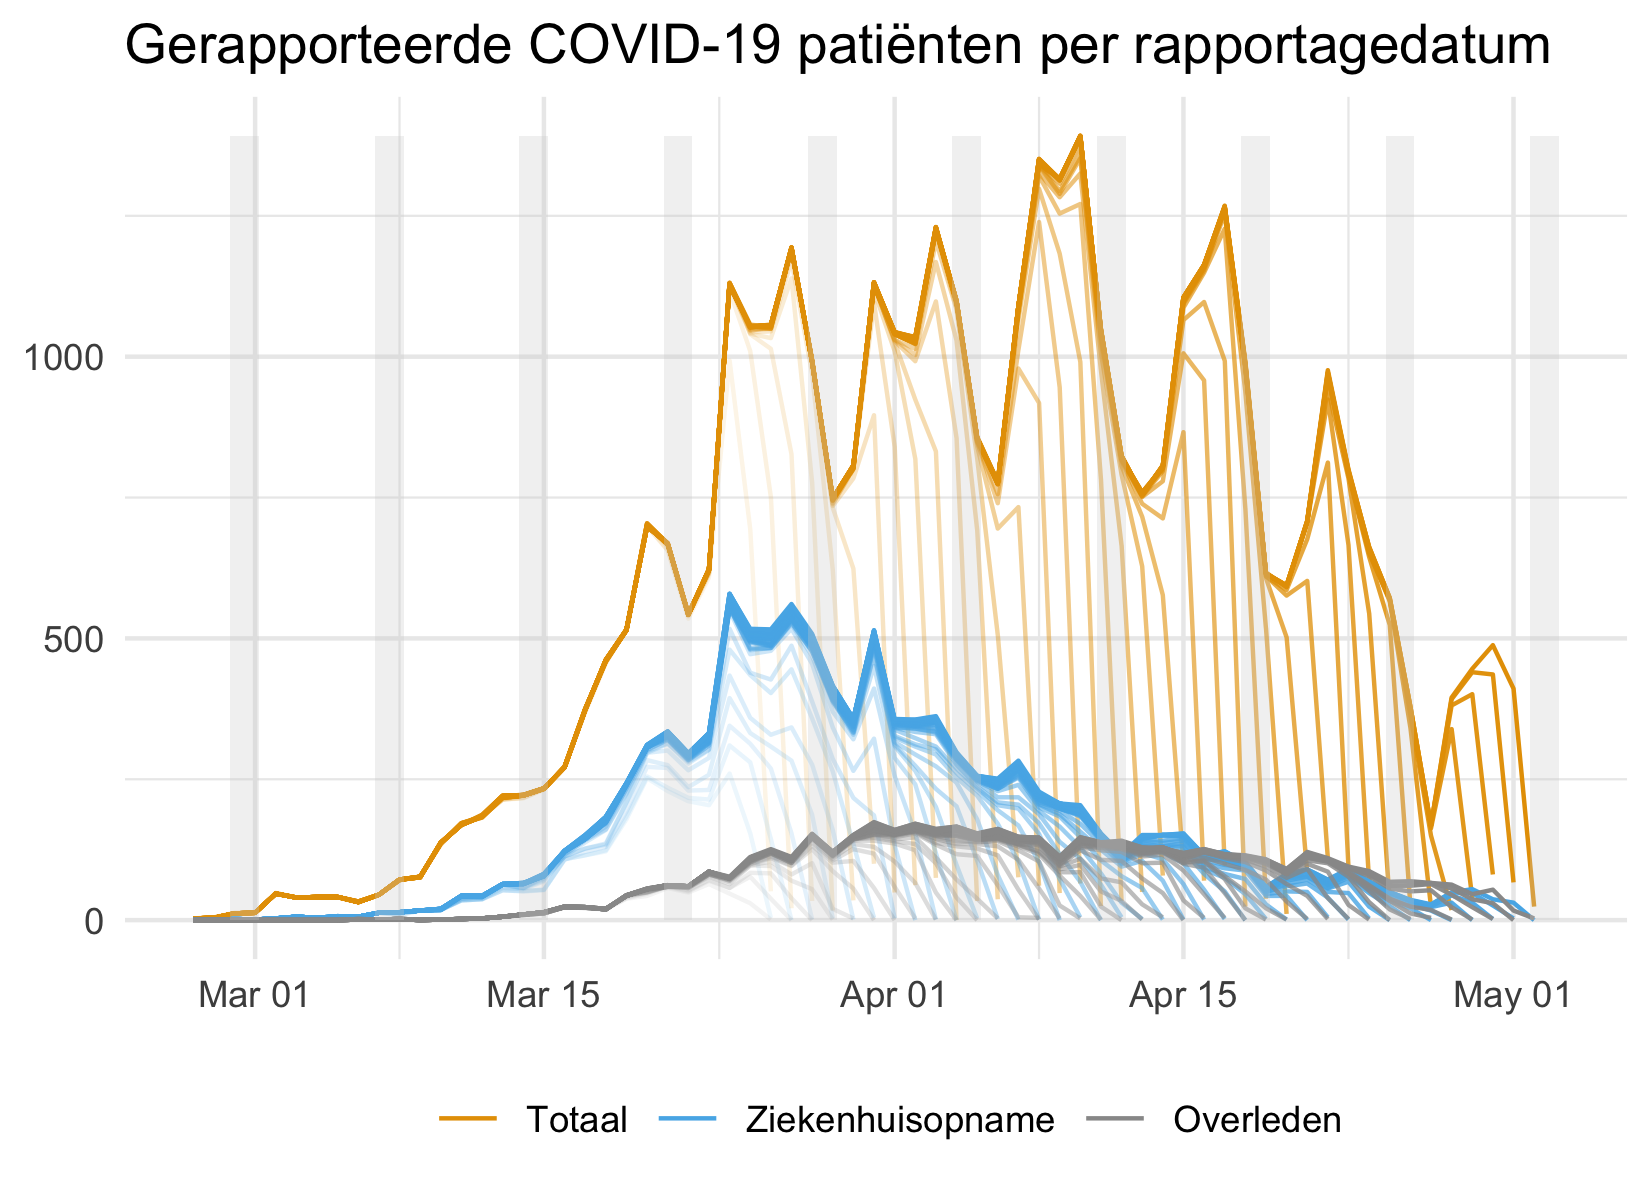 Gerapporteerde COVID-19 patiënten per rapportagedatum
1000
500
0
Mar 01 Mar 15 Apr 01 Apr 15 May 01
Totaal Ziekenhuisopname Overleden